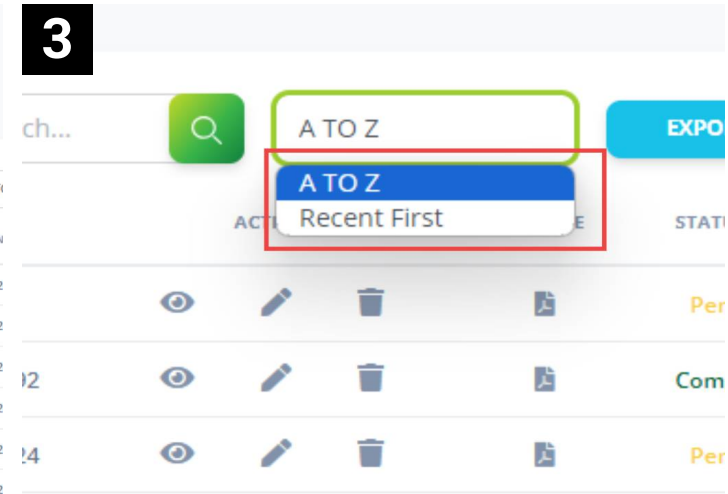 3
ch...
A TO Z
EXPO
A TO Z
Recent First
ACTI
E
STATU
Per
92
Com
24
Per